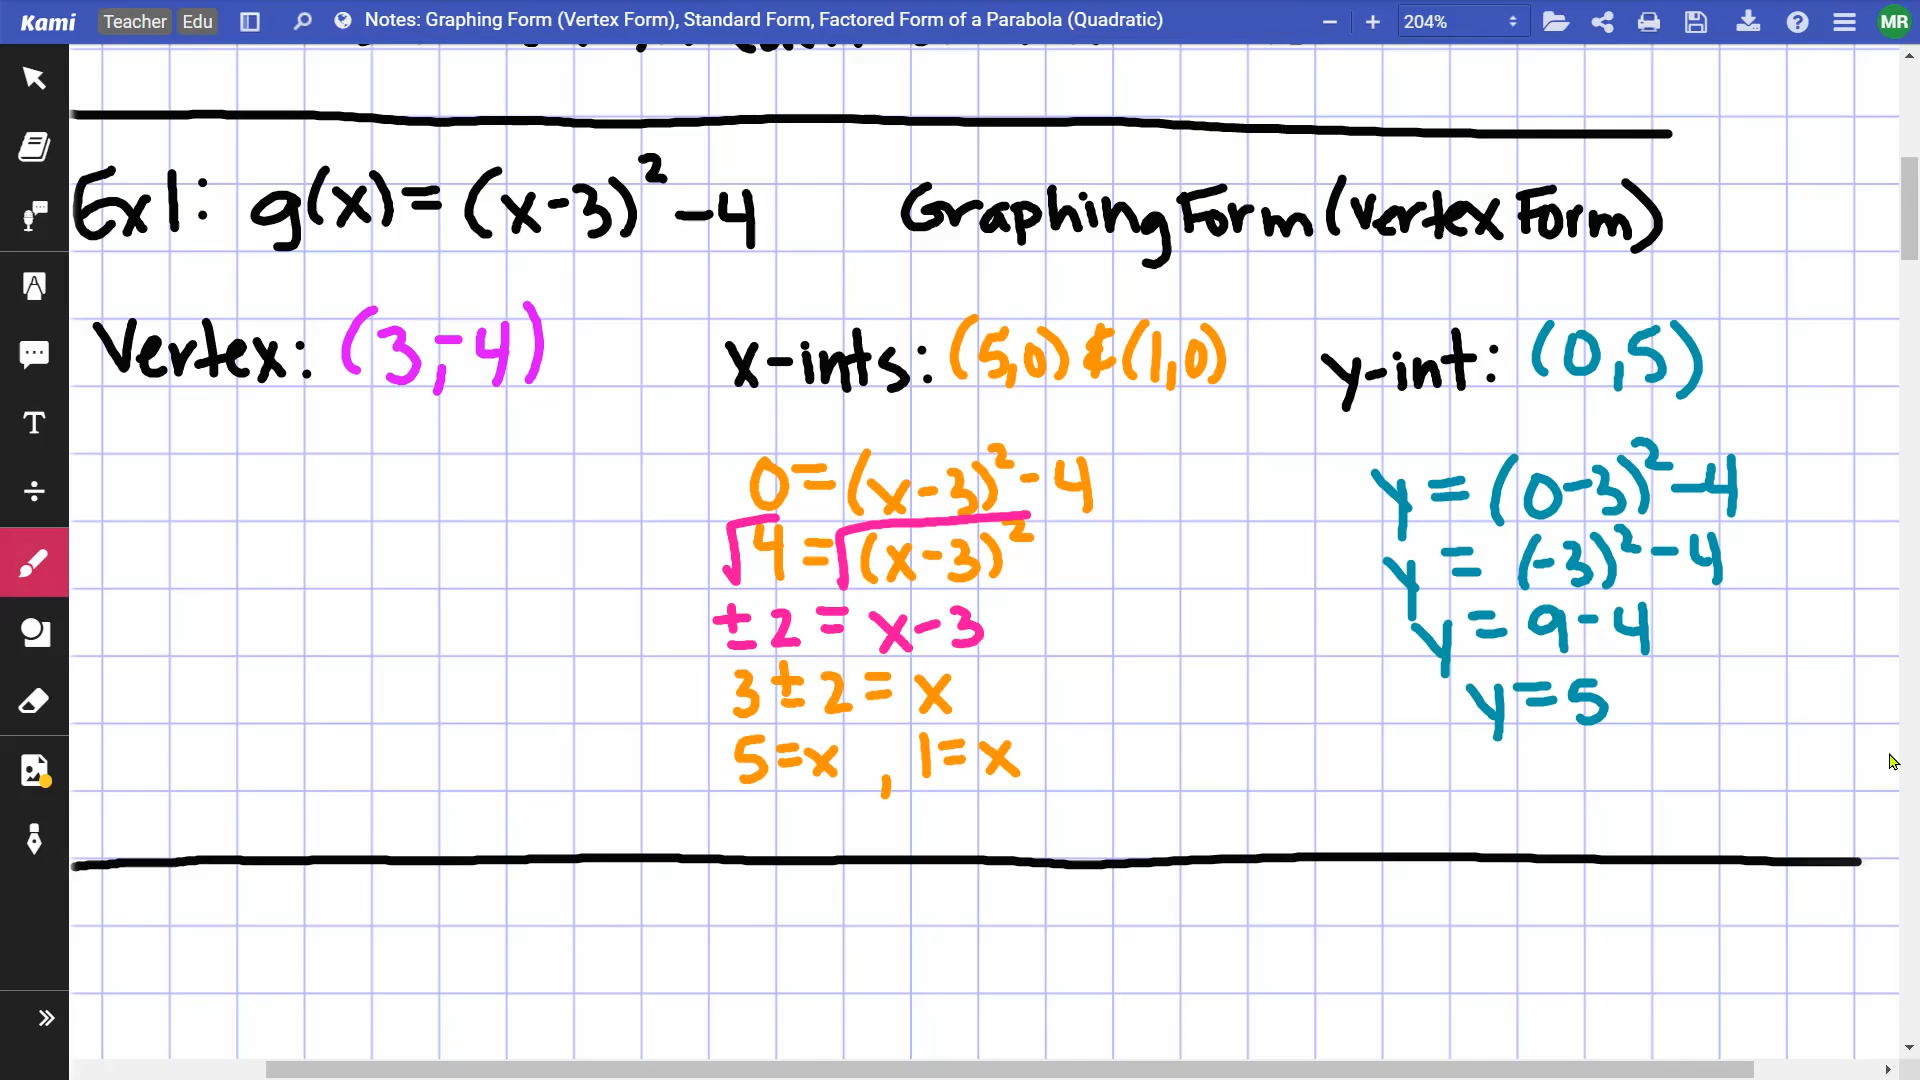 Kami Teacher Edu Notes: Graphing Form (Vertex Form), Standard Form, Factored Form of a Parabola (Quadratic) 204% MR
Ex1: g(x) = (x-3)² -4 Graphing Form (Vertex Form)
Vertex: (3,-4)
x-ints: (5,0) & (1,0)
0 = (x-3)² - 4
√4 = √(x-3)²
± 2 = x-3
3 ± 2 = x
5=x , 1=x
y-int: (0,5)
y = (0-3)² -4
y = (-3)² - 4
y = 9 - 4
y = 5